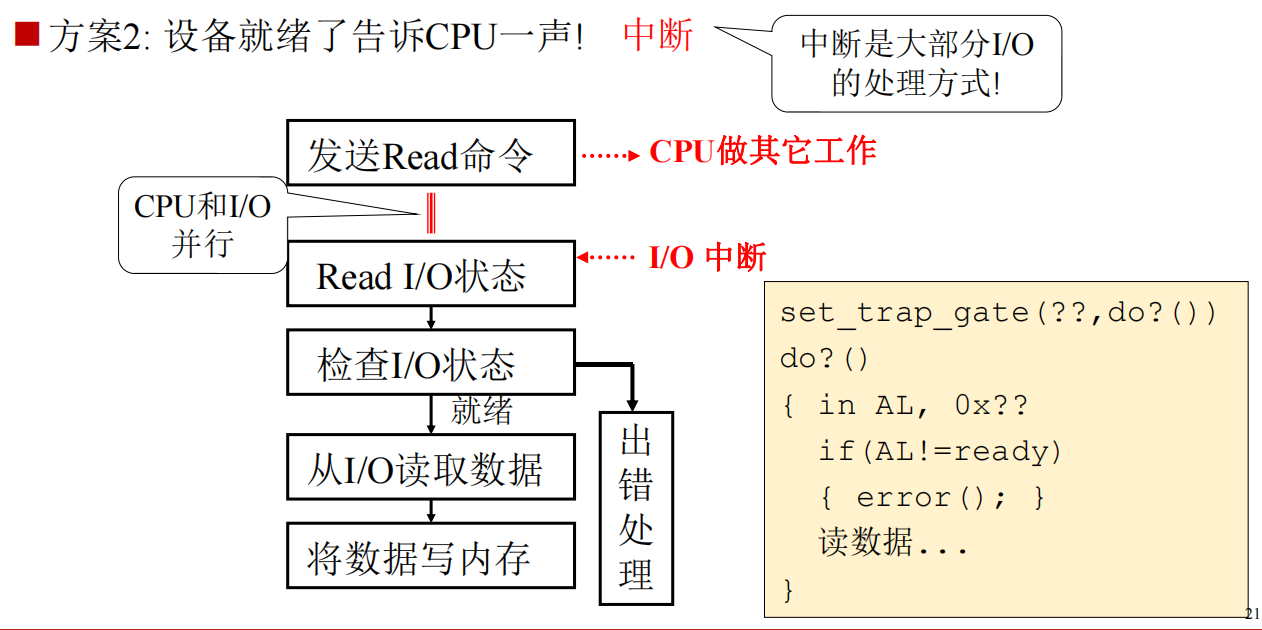 方案2: 设备就绪了告诉CPU一声! 中断
中断是大部分I/O
的处理方式!
发送Read命令
CPU做其它工作
CPU和I/O
并行
Read I/O状态
I/O 中断
检查I/O状态
就绪
从I/O读取数据
将数据写内存
出
错
处
理
set_trap_gate(??,do?())
do?()
{ in AL, 0x??
if(AL!=ready)
{ error(); }
读数据...
}
21